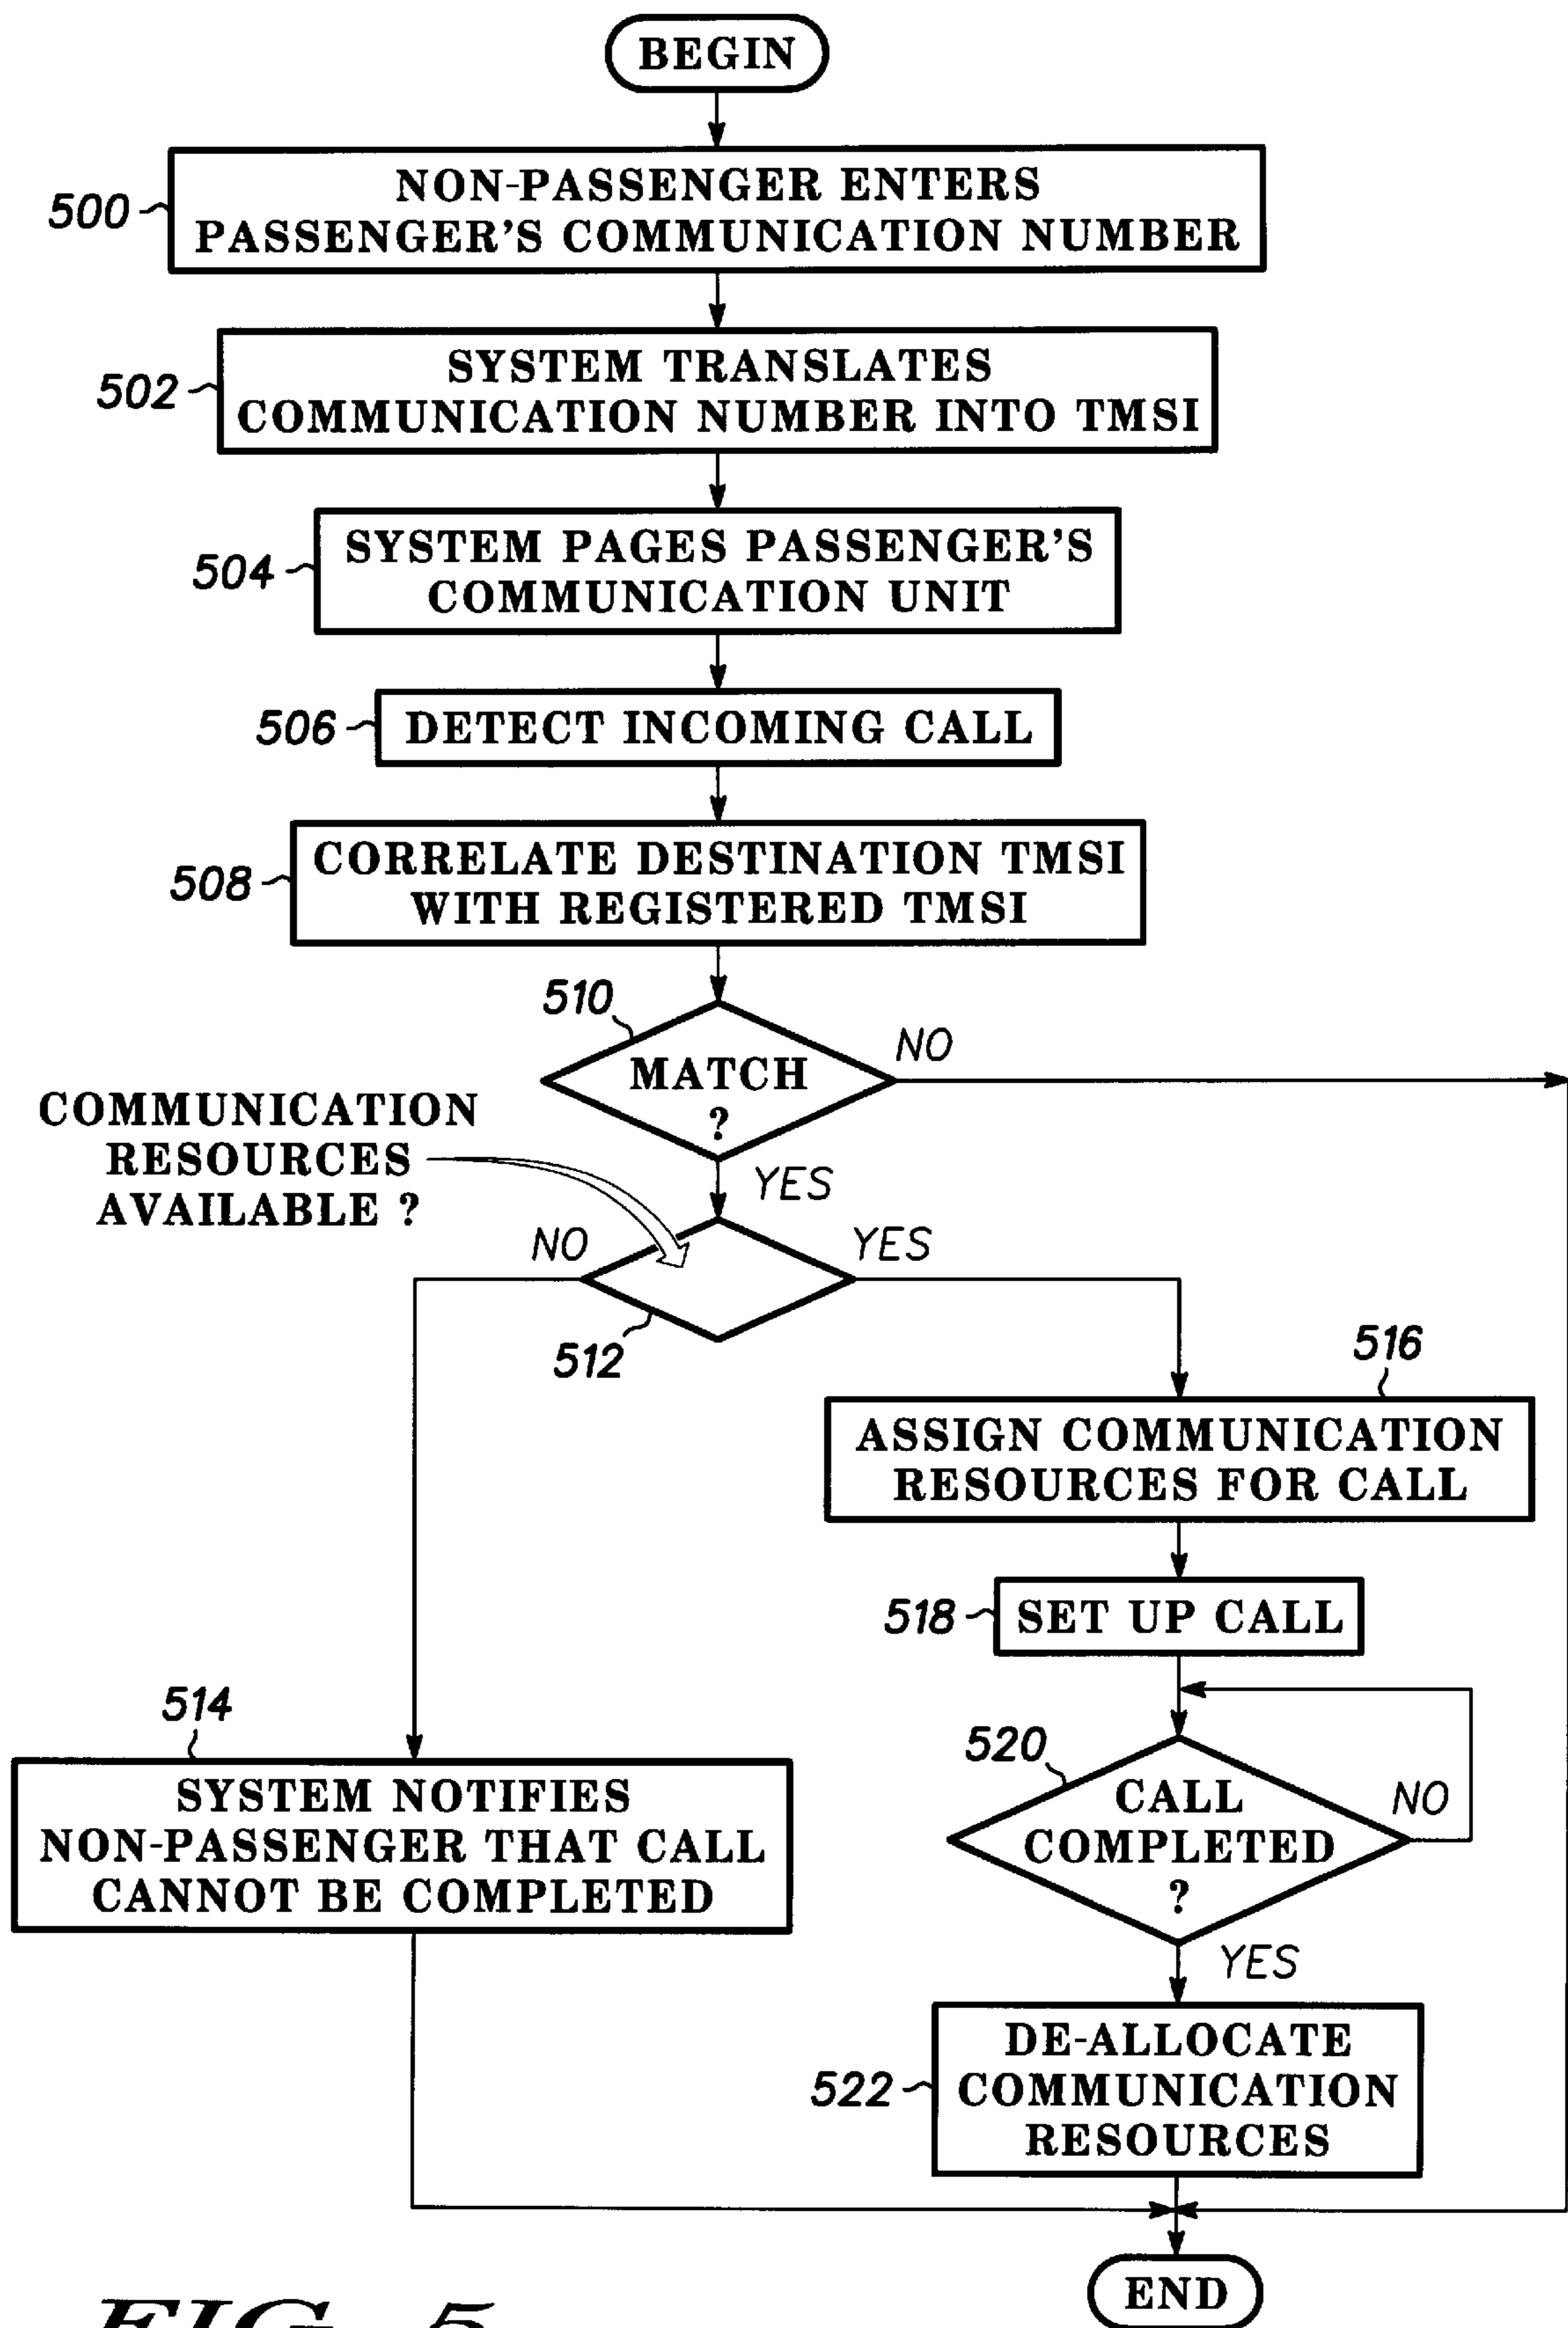 BEGIN
500
NON-PASSENGER ENTERS
PASSENGER'S COMMUNICATION NUMBER
502
SYSTEM TRANSLATES
COMMUNICATION NUMBER INTO TMSI
504
SYSTEM PAGES PASSENGER'S
COMMUNICATION UNIT
506
DETECT INCOMING CALL
508
CORRELATE DESTINATION TMSI
WITH REGISTERED TMSI
510
MATCH
?
NO
YES
COMMUNICATION
RESOURCES
AVAILABLE ?
NO
YES
512
516
ASSIGN COMMUNICATION
RESOURCES FOR CALL
518
SET UP CALL
514
SYSTEM NOTIFIES
NON-PASSENGER THAT CALL
CANNOT BE COMPLETED
520
CALL
COMPLETED
?
NO
YES
522
DE-ALLOCATE
COMMUNICATION
RESOURCES
END
FIG. 5